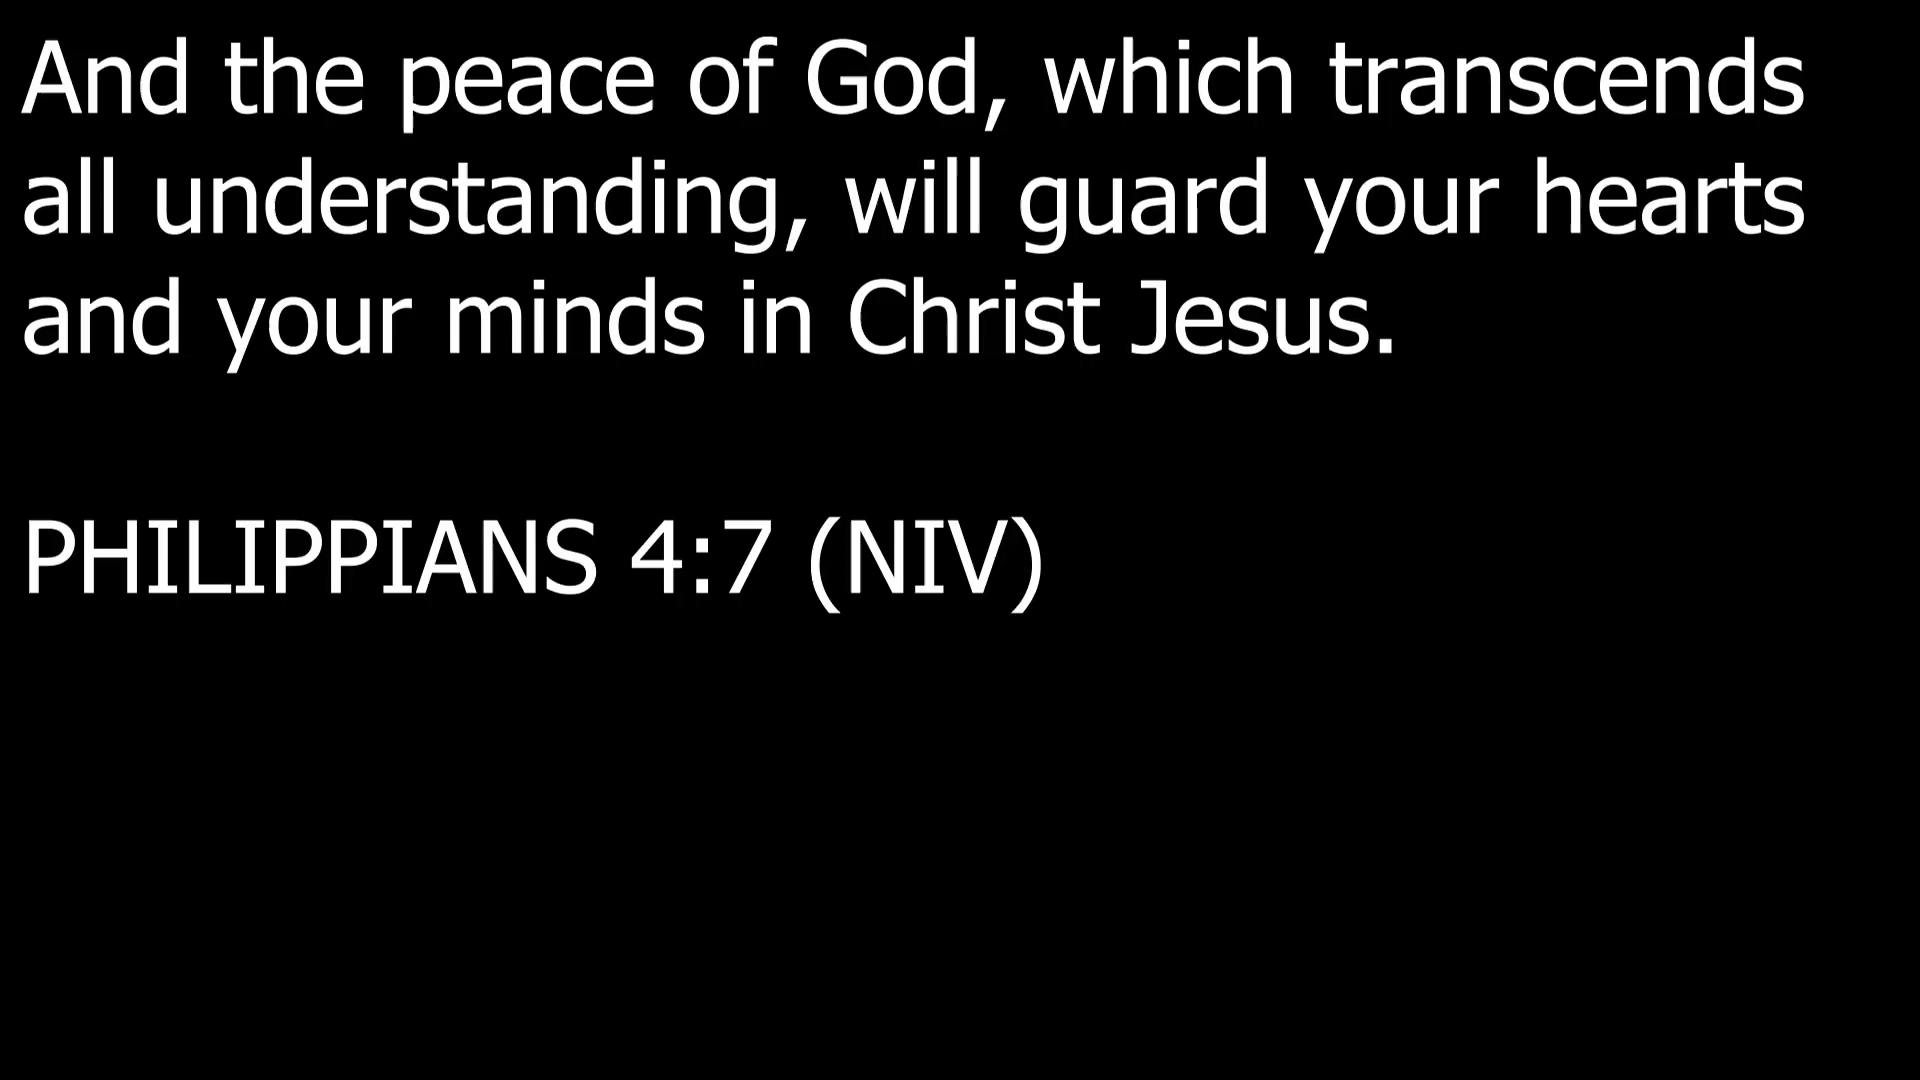 And the peace of God, which transcends
all understanding, will guard your hearts
and your minds in Christ Jesus.
PHILIPPIANS 4:7 (NIV)